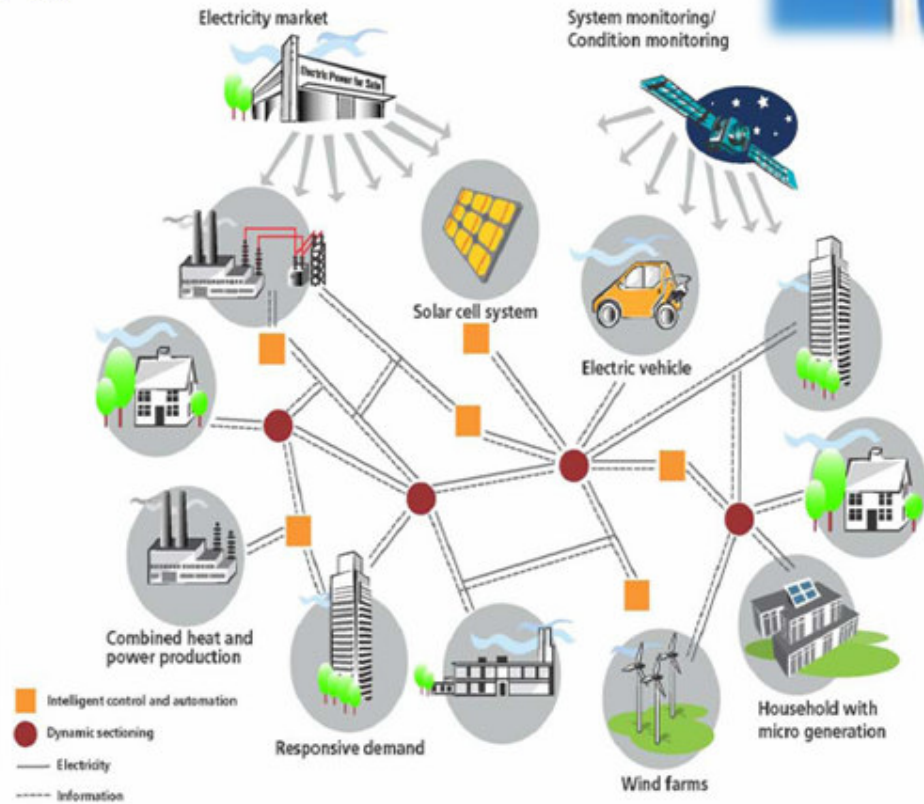 Electricity market
System monitoring/
Condition monitoring
Electric Power for Sale
Solar cell system
Electric vehicle
Combined heat and
power production
Responsive demand
Wind farms
Household with
micro generation
Intelligent control and automation
Dynamic sectioning
Electricity
Information